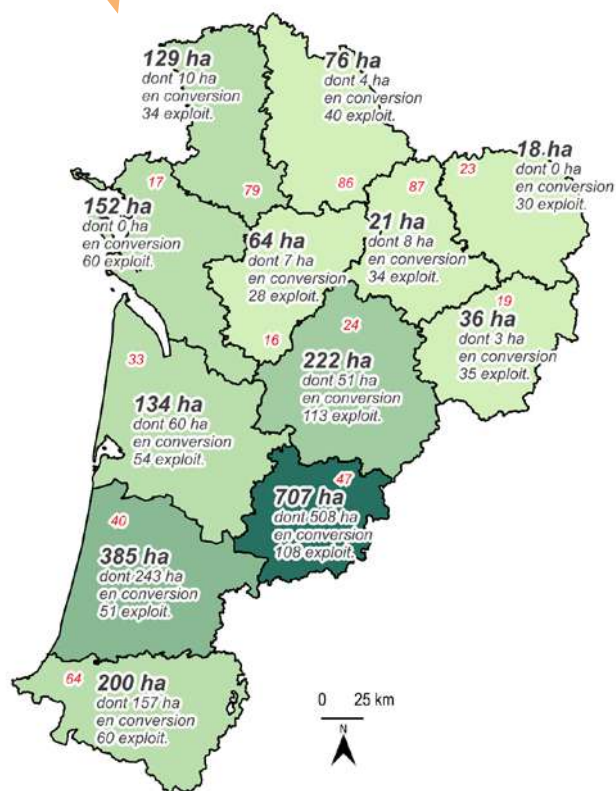 129 ha
dont 10 ha
en conversion
34 exploit.
79
76 ha
dont 4 ha
en conversion
40 exploit.
86
18 ha
dont 0 ha
en conversion
30 exploit.
23
17
152 ha
dont 0 ha
en conversion
60 exploit.
64 ha
dont 7 ha
en conversion
28 exploit.
16
87
21 ha
dont 8 ha
en conversion
34 exploit.
19
36 ha
dont 3 ha
en conversion
35 exploit.
24
222 ha
dont 51 ha
en conversion
113 exploit.
33
134 ha
dont 60 ha
en conversion
54 exploit.
47
707 ha
dont 508 ha
en conversion
108 exploit.
40
385 ha
dont 243 ha
en conversion
51 exploit.
64
200 ha
dont 157 ha
en conversion
60 exploit.
0 25 km
N